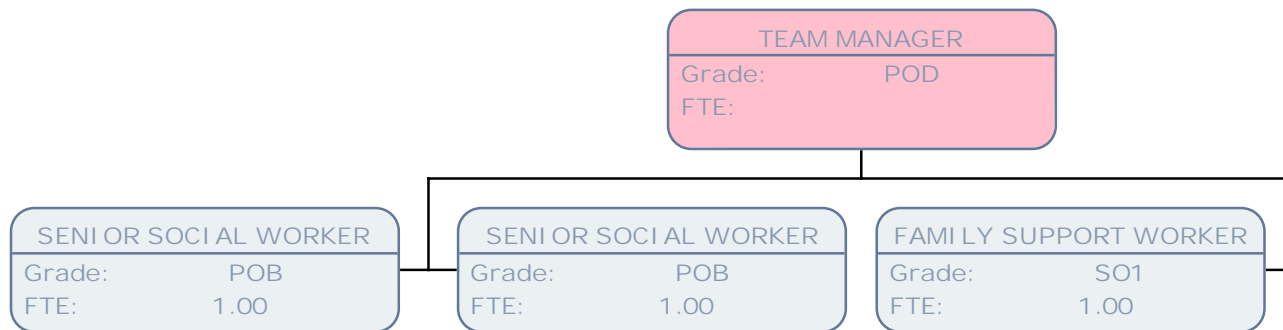 TEAM MANAGER
Grade: POD
FTE:
SENIOR SOCIAL WORKER
Grade: POB
FTE: 1.00
SENIOR SOCIAL WORKER
Grade: POB
FTE: 1.00
FAMILY SUPPORT WORKER
Grade: SO1
FTE: 1.00